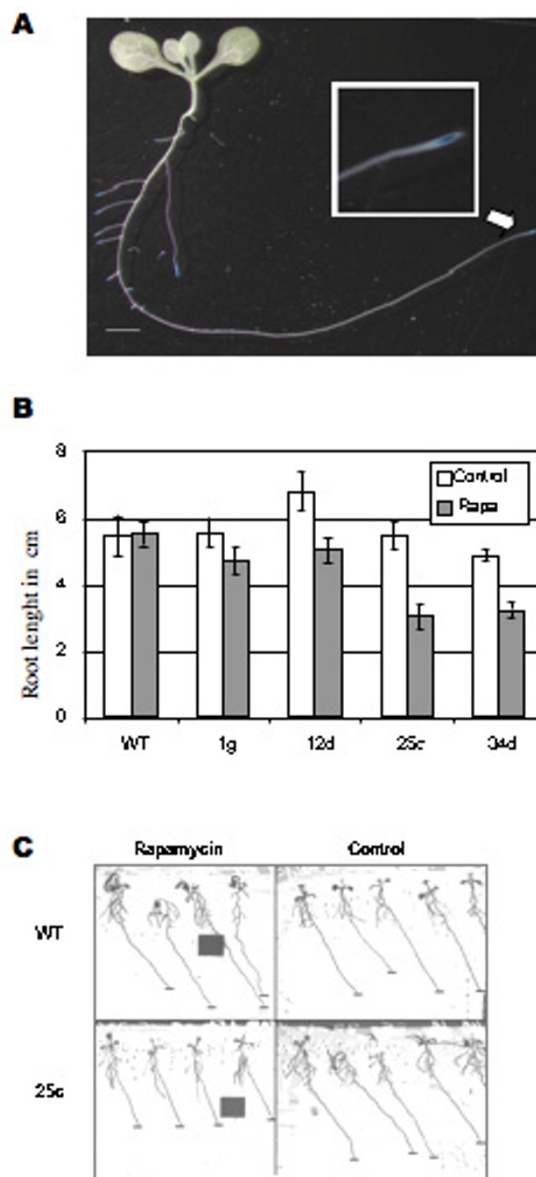 A
B
8
6
4
2
0
Root lenght in cm
Control
Rapa
WT 1g 12d 25c 34d
C
Rapamycin Control
WT
25c